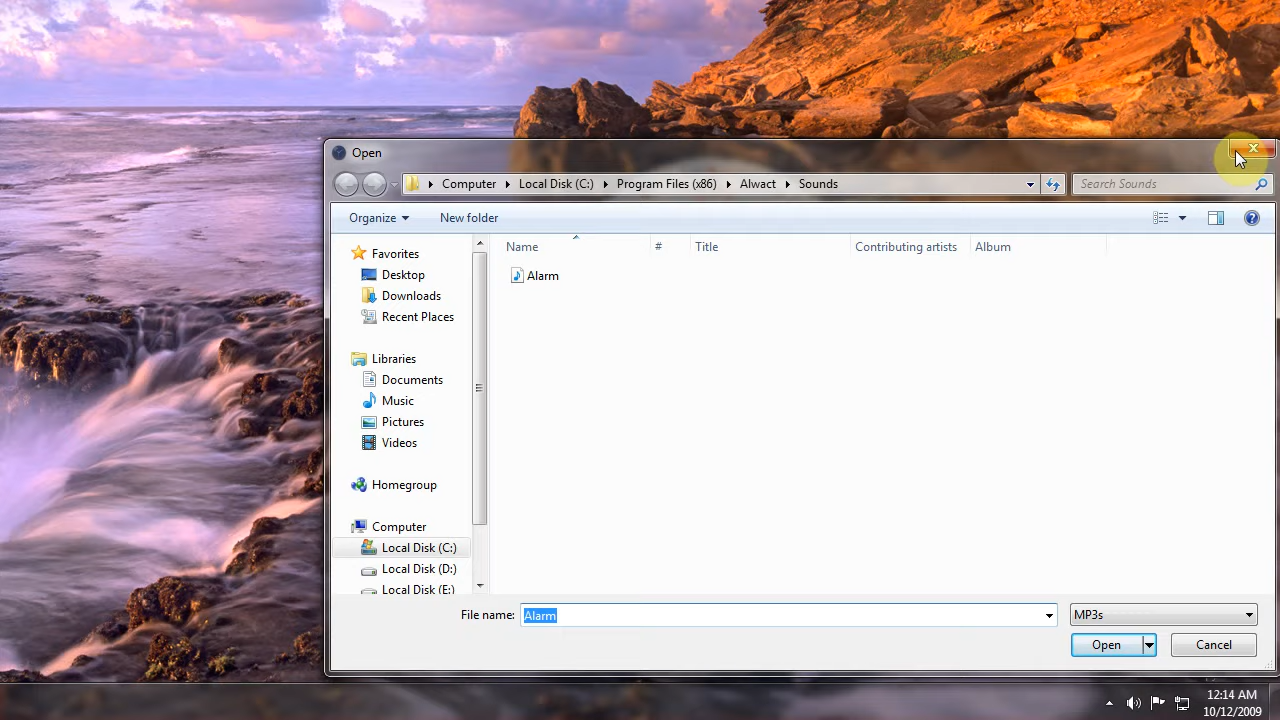 Open
Computer Local Disk (C:) Program Files (x86) Alwact Sounds
Search Sounds
Organize New folder
Name # Title Contributing artists Album
Alarm
Favorites
Desktop
Downloads
Recent Places
Libraries
Documents
Music
Pictures
Videos
Homegroup
Computer
Local Disk (C:)
Local Disk (D:)
Local Disk (E:)
File name: Alarm
MP3s
Open Cancel
12:14 AM
10/12/2009